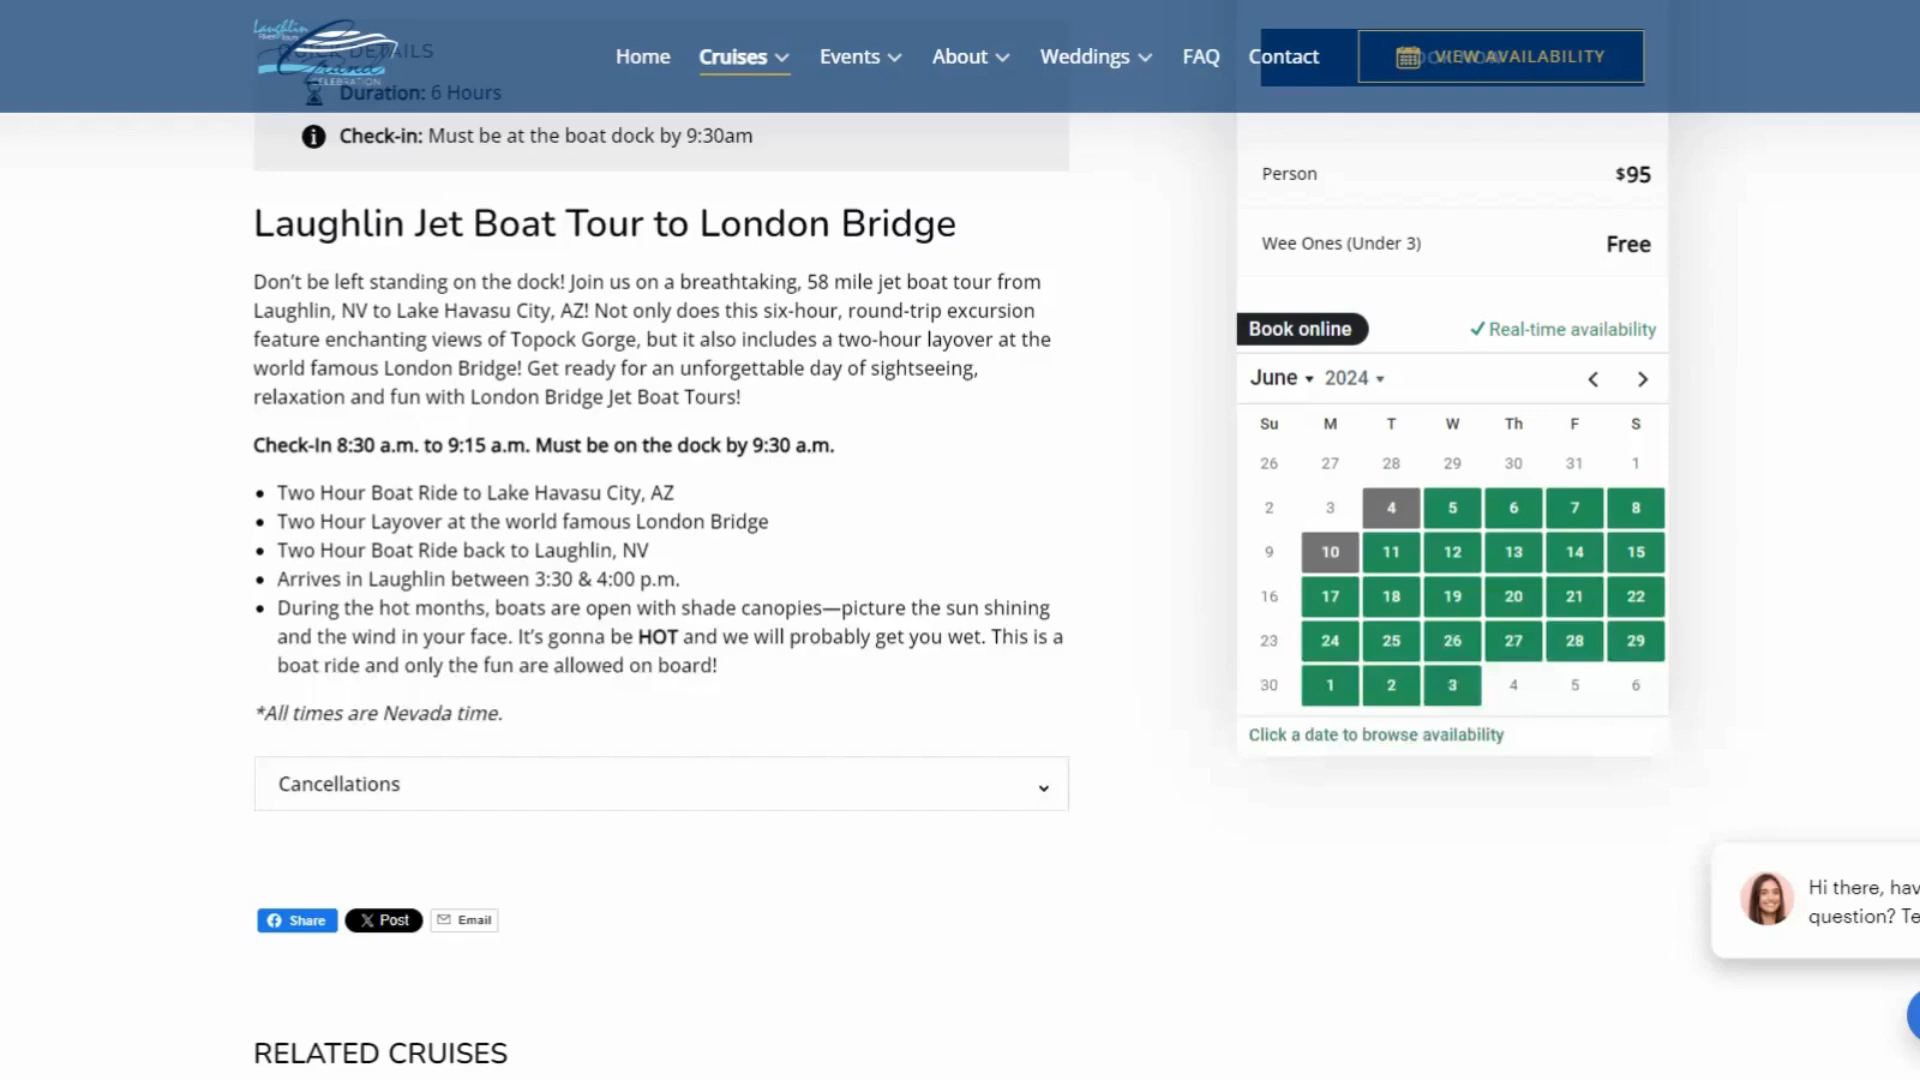 Laughlin
QUICK DETAILS
CELEBRATION
Home
Cruises
Events
About
Weddings
FAQ
Contact
VIEW AVAILABILITY
Duration: 6 Hours
Check-in: Must be at the boat dock by 9:30am
Laughlin Jet Boat Tour to London Bridge
Don’t be left standing on the dock! Join us on a breathtaking, 58 mile jet boat tour from
Laughlin, NV to Lake Havasu City, AZ! Not only does this six-hour, round-trip excursion
feature enchanting views of Topock Gorge, but it also includes a two-hour layover at the
world famous London Bridge! Get ready for an unforgettable day of sightseeing,
relaxation and fun with London Bridge Jet Boat Tours!
Check-In 8:30 a.m. to 9:15 a.m. Must be on the dock by 9:30 a.m.
• Two Hour Boat Ride to Lake Havasu City, AZ
• Two Hour Layover at the world famous London Bridge
• Two Hour Boat Ride back to Laughlin, NV
• Arrives in Laughlin between 3:30 & 4:00 p.m.
• During the hot months, boats are open with shade canopies—picture the sun shining
and the wind in your face. It’s gonna be HOT and we will probably get you wet. This is a
boat ride and only the fun are allowed on board!
*All times are Nevada time.
Cancellations
Share
Post
Email
RELATED CRUISES
Person $95
Wee Ones (Under 3) Free
Book online ✓ Real-time availability
June 2024
Su M T W Th F S
26 27 28 29 30 31 1
2 3 4 5 6 7 8
9 10 11 12 13 14 15
16 17 18 19 20 21 22
23 24 25 26 27 28 29
30 1 2 3 4 5 6
Click a date to browse availability
Hi there, hav
question? Te